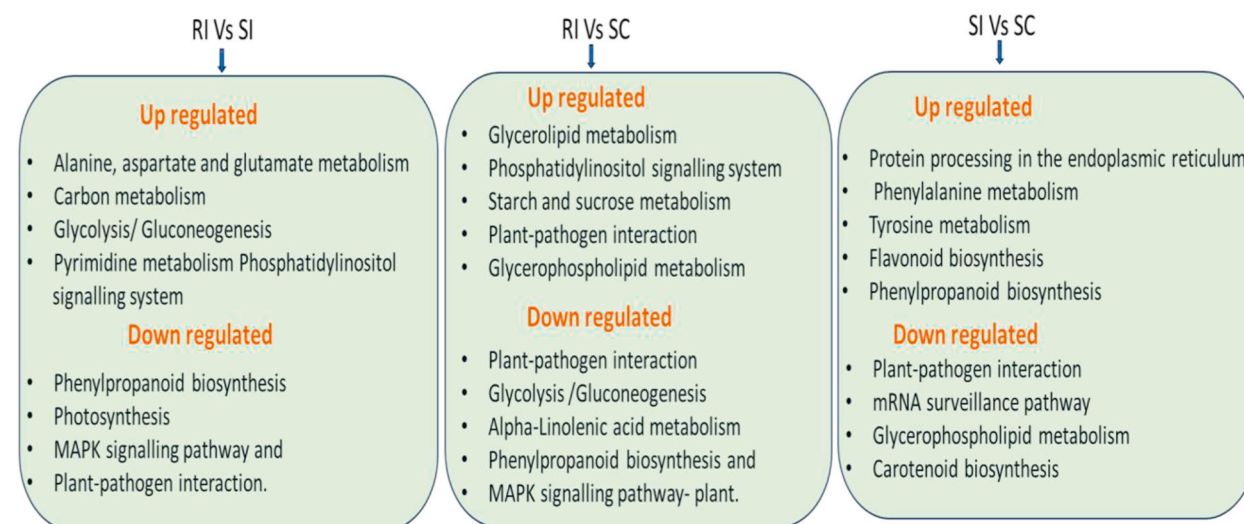 RI Vs SI
Up regulated
• Alanine, aspartate and glutamate metabolism
• Carbon metabolism
• Glycolysis/ Gluconeogenesis
• Pyrimidine metabolism Phosphatidylinositol
signalling system
Down regulated
• Phenylpropanoid biosynthesis
• Photosynthesis
• MAPK signalling pathway and
• Plant-pathogen interaction.
RI Vs SC
Up regulated
• Glycerolipid metabolism
• Phosphatidylinositol signalling system
• Starch and sucrose metabolism
• Plant-pathogen interaction
• Glycerophospholipid metabolism
Down regulated
• Plant-pathogen interaction
• Glycolysis /Gluconeogenesis
• Alpha-Linolenic acid metabolism
• Phenylpropanoid biosynthesis and
• MAPK signalling pathway- plant.
SI Vs SC
Up regulated
• Protein processing in the endoplasmic reticulum
• Phenylalanine metabolism
• Tyrosine metabolism
• Flavonoid biosynthesis
• Phenylpropanoid biosynthesis
Down regulated
• Plant-pathogen interaction
• mRNA surveillance pathway
• Glycerophospholipid metabolism
• Carotenoid biosynthesis